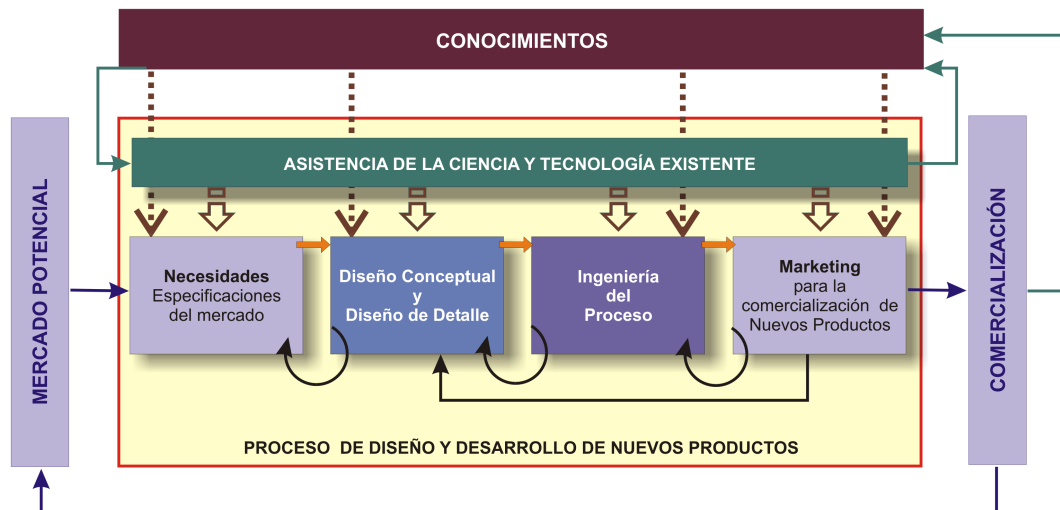 CONOCIMIENTOS
ASISTENCIA DE LA CIENCIA Y TECNOLOGÍA EXISTENTE
MERCADO POTENCIAL
Necesidades
Especificaciones
del mercado
Diseño Conceptual
y
Diseño de Detalle
Ingeniería
del
Proceso
Marketing
para la
comercialización de
Nuevos Productos
COMERCIALIZACIÓN
PROCESO DE DISEÑO Y DESARROLLO DE NUEVOS PRODUCTOS